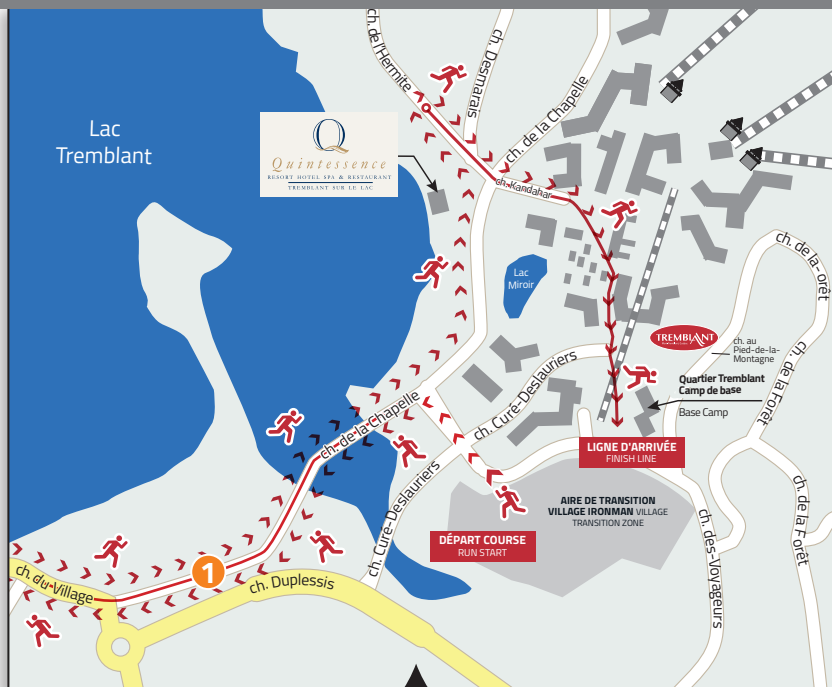 ch. de l'Hermite
ch. Desmarais
ch. de la Chapelle
Lac
Tremblant
Q
Quintessence
RESORT HOTEL SPA & RESTAURANT
TREMBLANT SUR LE LAC
ch. Kandahar
Lac
Miroir
ch. de la orêt
TREMBLANT
ch. au
Pied-de-la-
Montagne
ch. de la Forêt
Quartier Tremblant
Camp de base
Base Camp
ch. Curé-Deslauriers
ch. de la Chapelle
LIGNE D'ARRIVÉE
FINISH LINE
ch. Curé-Deslauriers
AIRE DE TRANSITION
VILLAGE IRONMAN VILLAGE
TRANSITION ZONE
DÉPART COURSE
RUN START
ch. des-Voyageurs
ch. de la Forêt
1
ch. du Village
ch. Duplessis